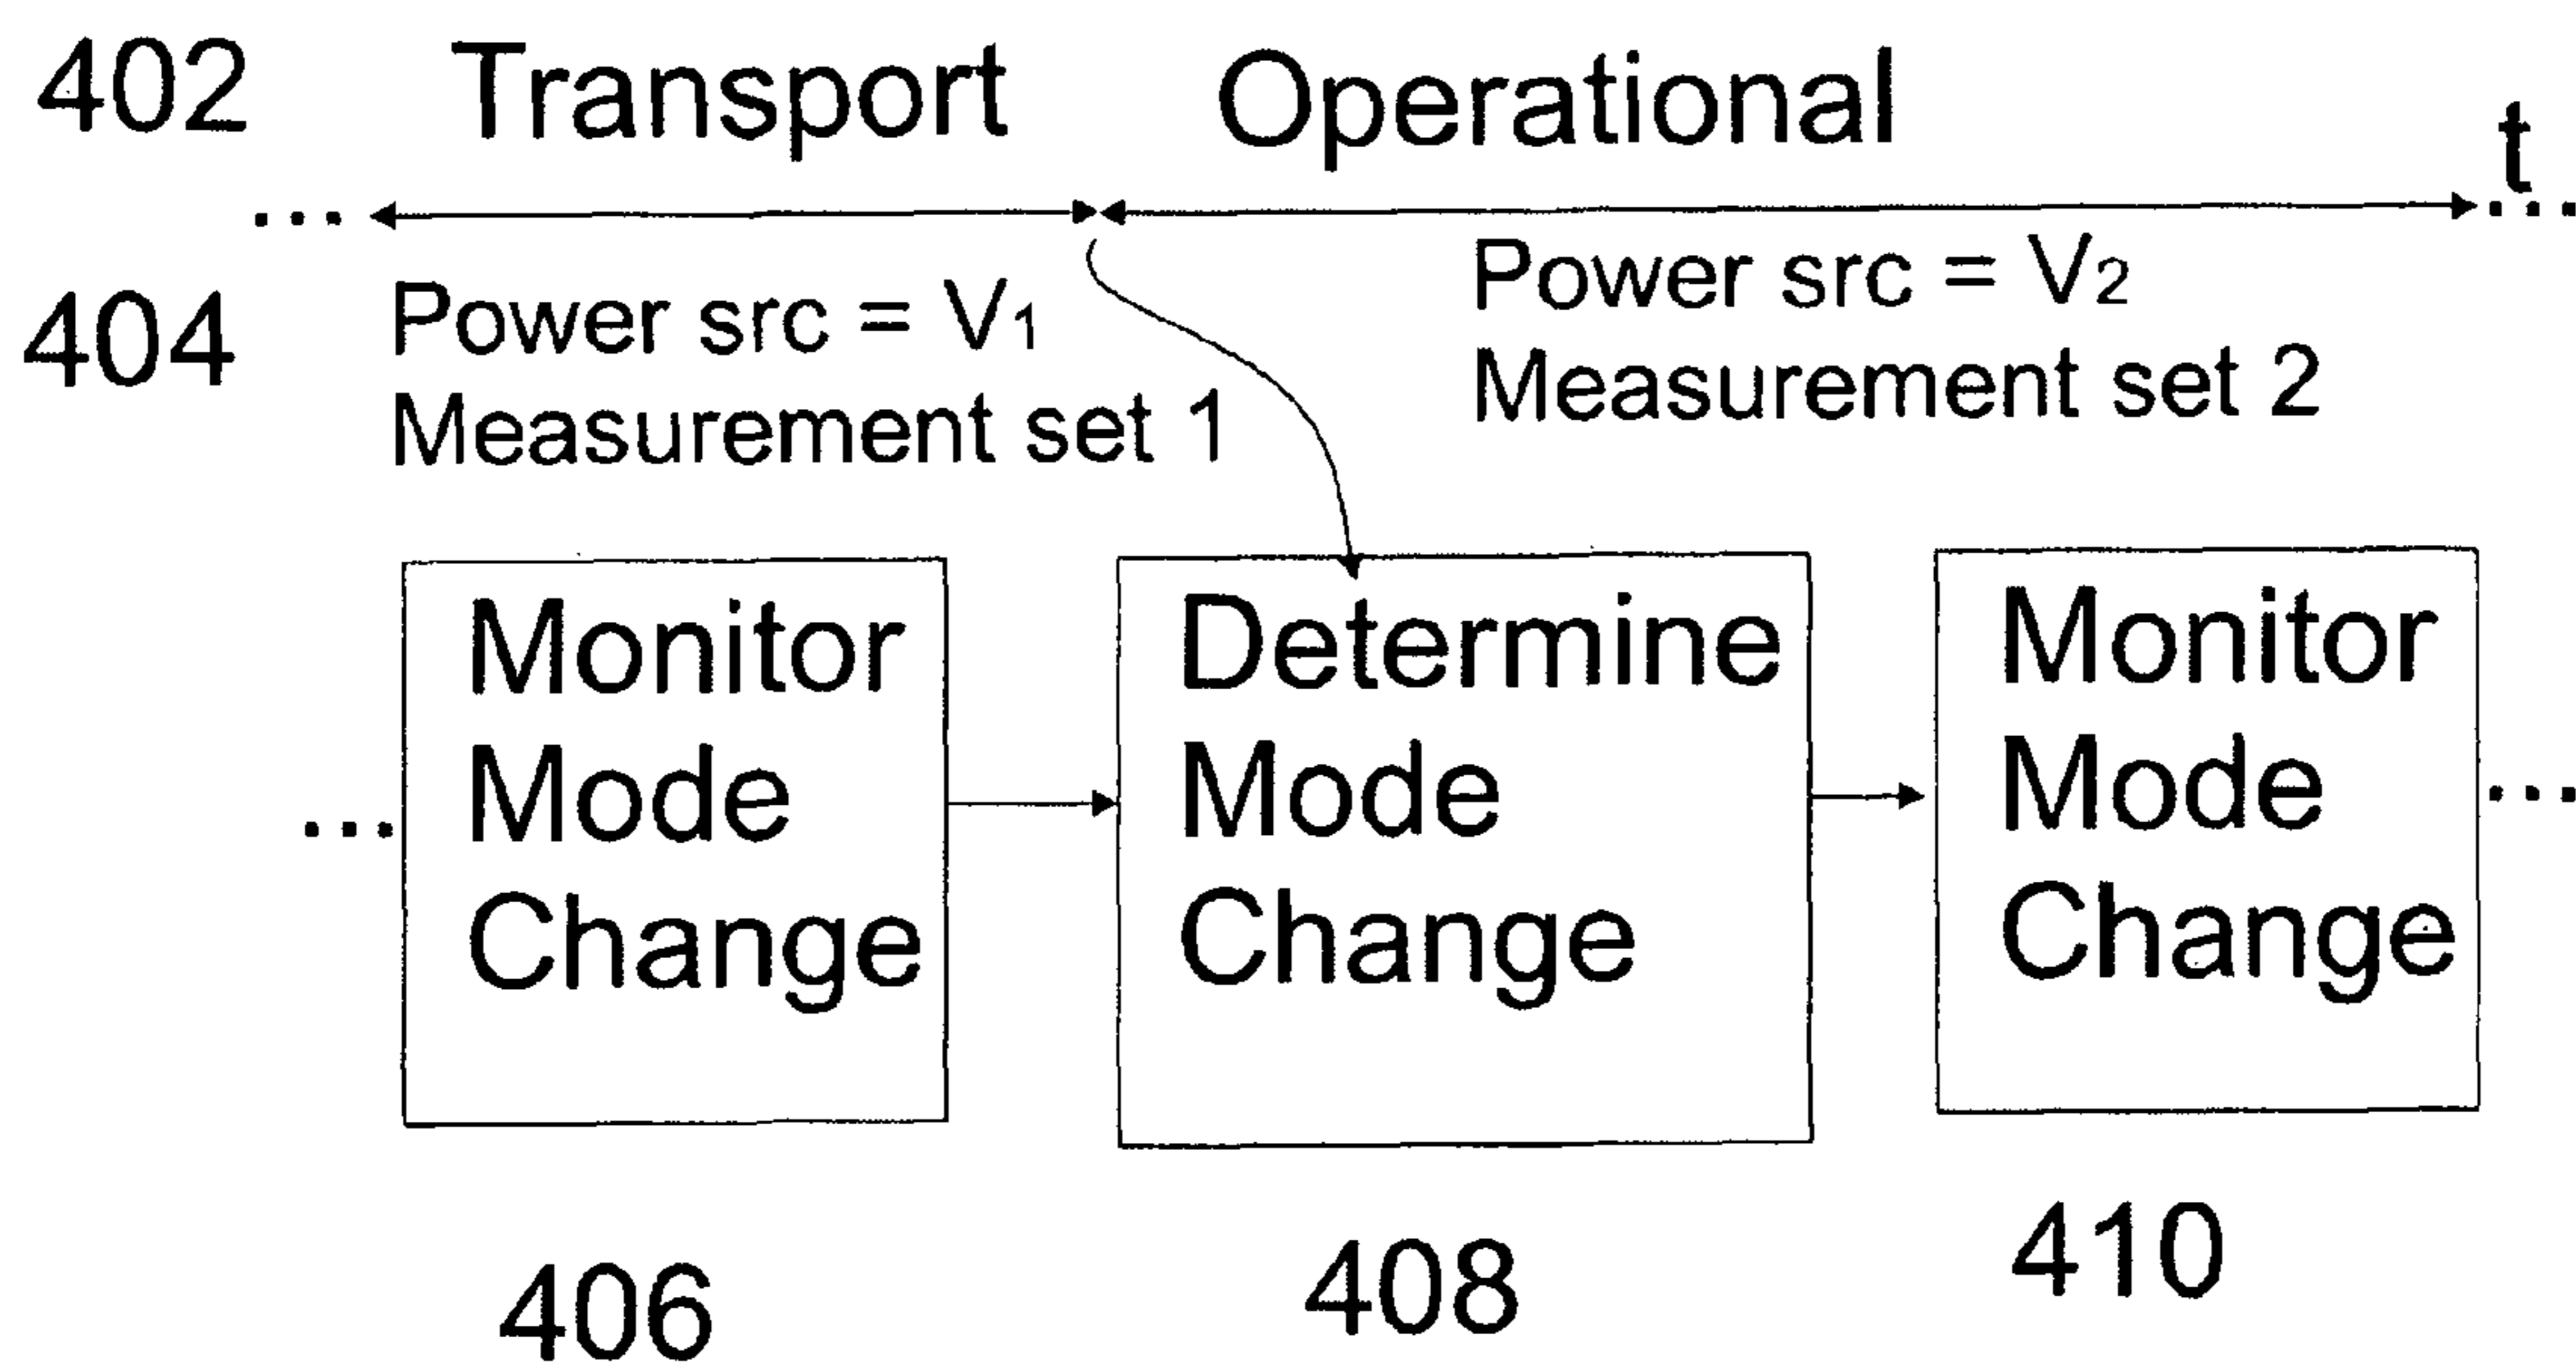 402 Transport Operational t
...
...
404 Power src = V1
Measurement set 1
Power src = V2
Measurement set 2
...
Monitor
Mode
Change
Determine
Mode
Change
Monitor
Mode
Change
...
406
408
410